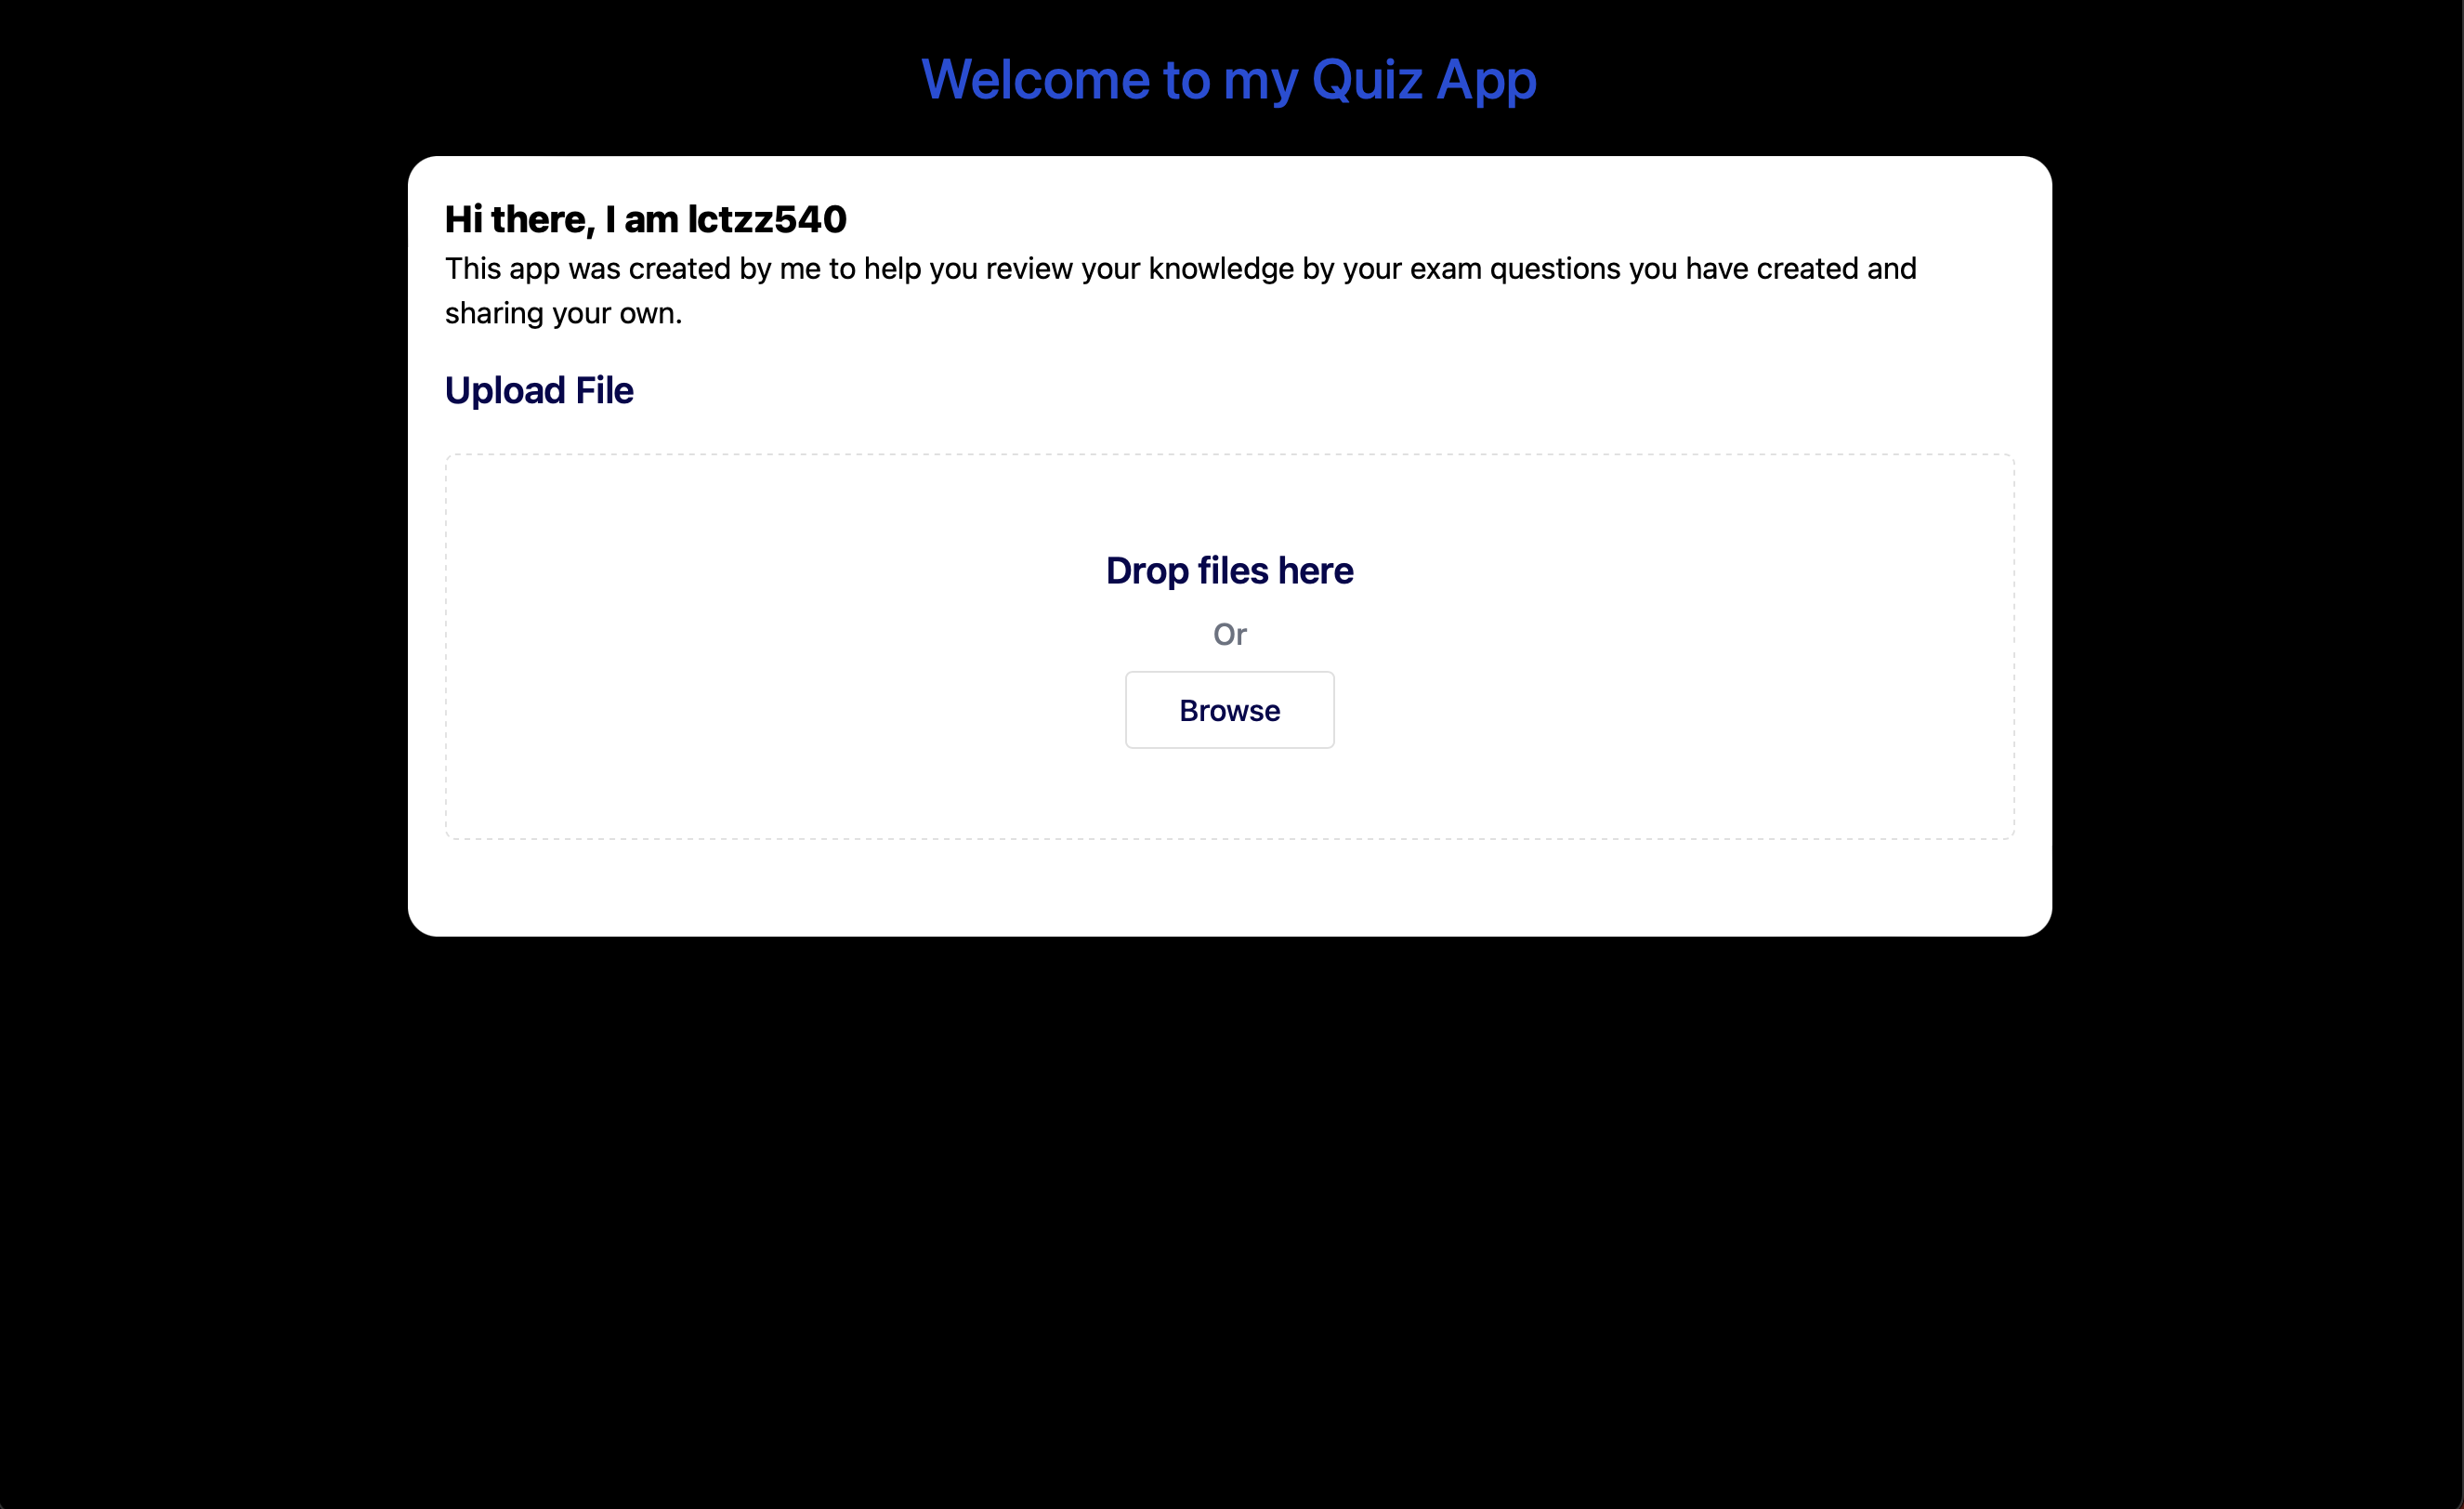 Welcome to my Quiz App
Hi there, I am lctzz540
This app was created by me to help you review your knowledge by your exam questions you have created and
sharing your own.
Upload File
Drop files here
Or
Browse